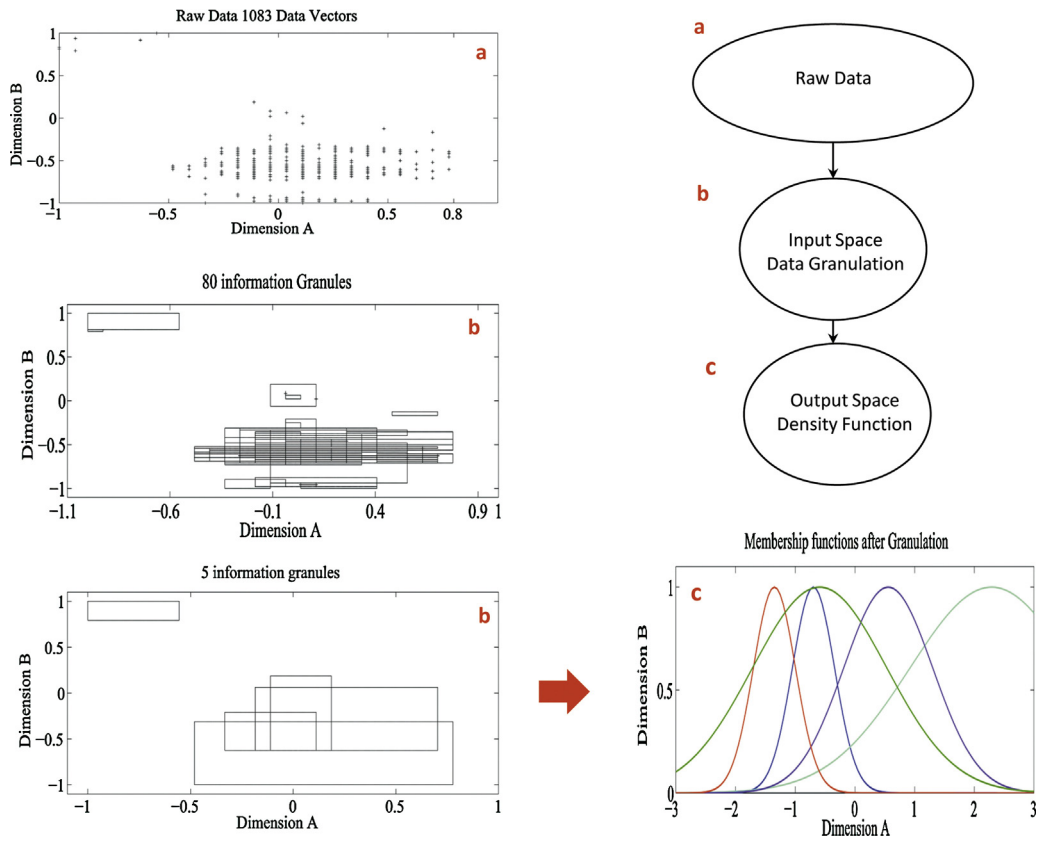 Raw Data 1083 Data Vectors
a
Dimension B
1
0.5
0
−0.5
−1
−1
−0.5
0
0.5
0.8
Dimension A
80 information Granules
b
Dimension B
1
0.5
0
−0.5
−1
−1.1
−0.6
−0.1
0.4
0.9
1
Dimension A
5 information granules
b
Dimension B
1
0.5
0
−0.5
−1
−1
−0.5
0
0.5
1
Dimension A
a
Raw Data
b
Input Space
Data Granulation
c
Output Space
Density Function
Membership functions after Granulation
c
Dimension B
1
0.5
0
−3
−2
−1
0
1
2
3
Dimension A